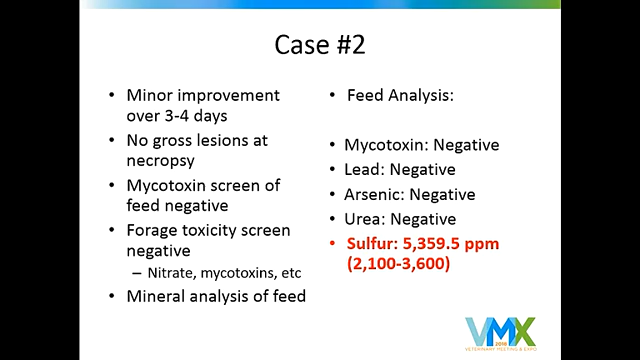 Case #2
• Minor improvement
over 3-4 days
• No gross lesions at
necropsy
• Mycotoxin screen of
feed negative
• Forage toxicity screen
negative
– Nitrate, mycotoxins, etc
• Mineral analysis of feed
• Feed Analysis:
• Mycotoxin: Negative
• Lead: Negative
• Arsenic: Negative
• Urea: Negative
• Sulfur: 5,359.5 ppm
(2,100-3,600)
VMX
2018
VETERINARY MEETING & EXPO